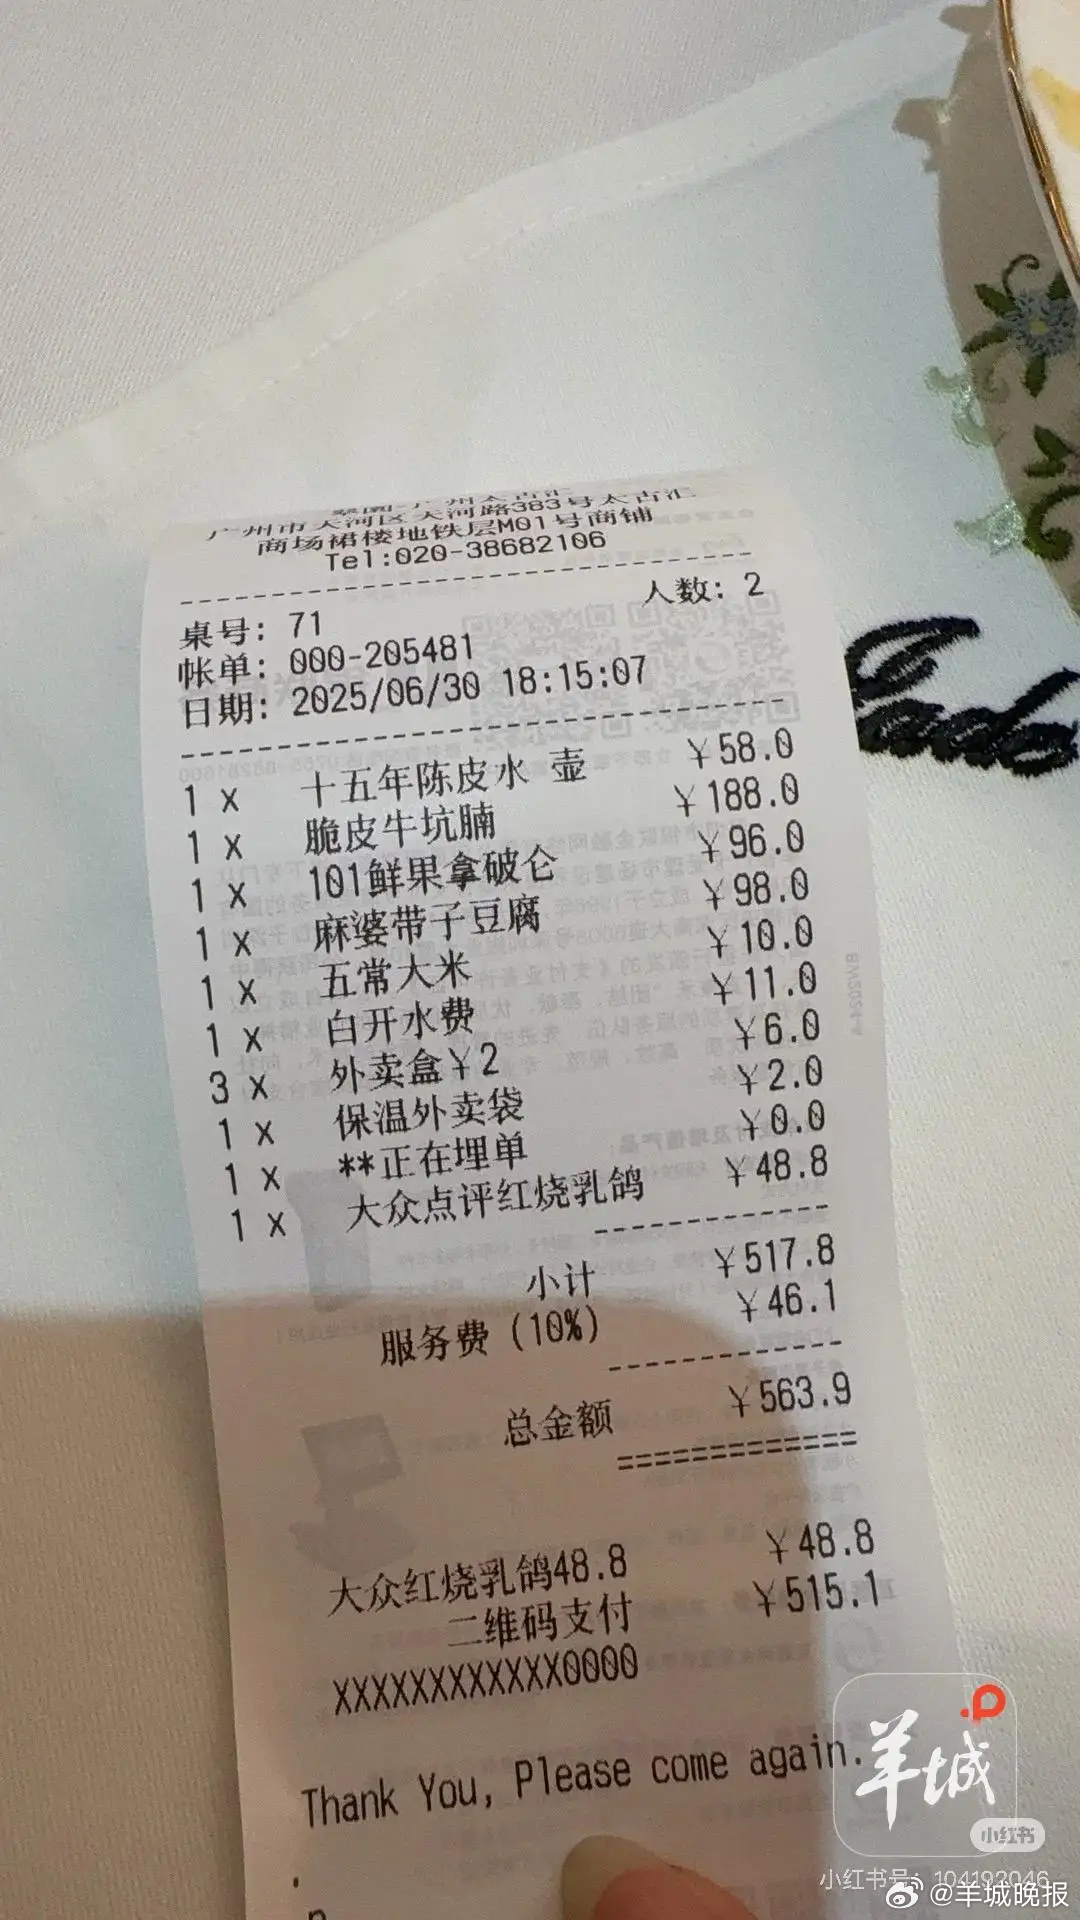 广州市天河区天河路383号太古汇
商场裙楼地铁层M01号商铺
Tel:020-38682106
人数: 2
桌号: 71
帐单: 000-205481
日期: 2025/06/30 18:15:07
1 x 十五年陈皮水 壶 ¥58.0
1 x 脆皮牛坑腩 ¥188.0
1 x 101鲜果拿破仑 ¥96.0
1 x 麻婆带子豆腐 ¥98.0
1 x 五常大米 ¥10.0
1 x 白开水费 ¥11.0
3 x 外卖盒¥2 ¥6.0
1 x 保温外卖袋 ¥2.0
1 x **正在埋单 ¥0.0
1 x 大众点评红烧乳鸽 ¥48.8
小计 ¥517.8
服务费(10%) ¥46.1
总金额 ¥563.9
大众红烧乳鸽48.8 ¥48.8
二维码支付 ¥515.1
XXXXXXXXXXXX0000
Thank You, Please come again.
羊城
小红书
小红书号: 104192046
@羊城晚报